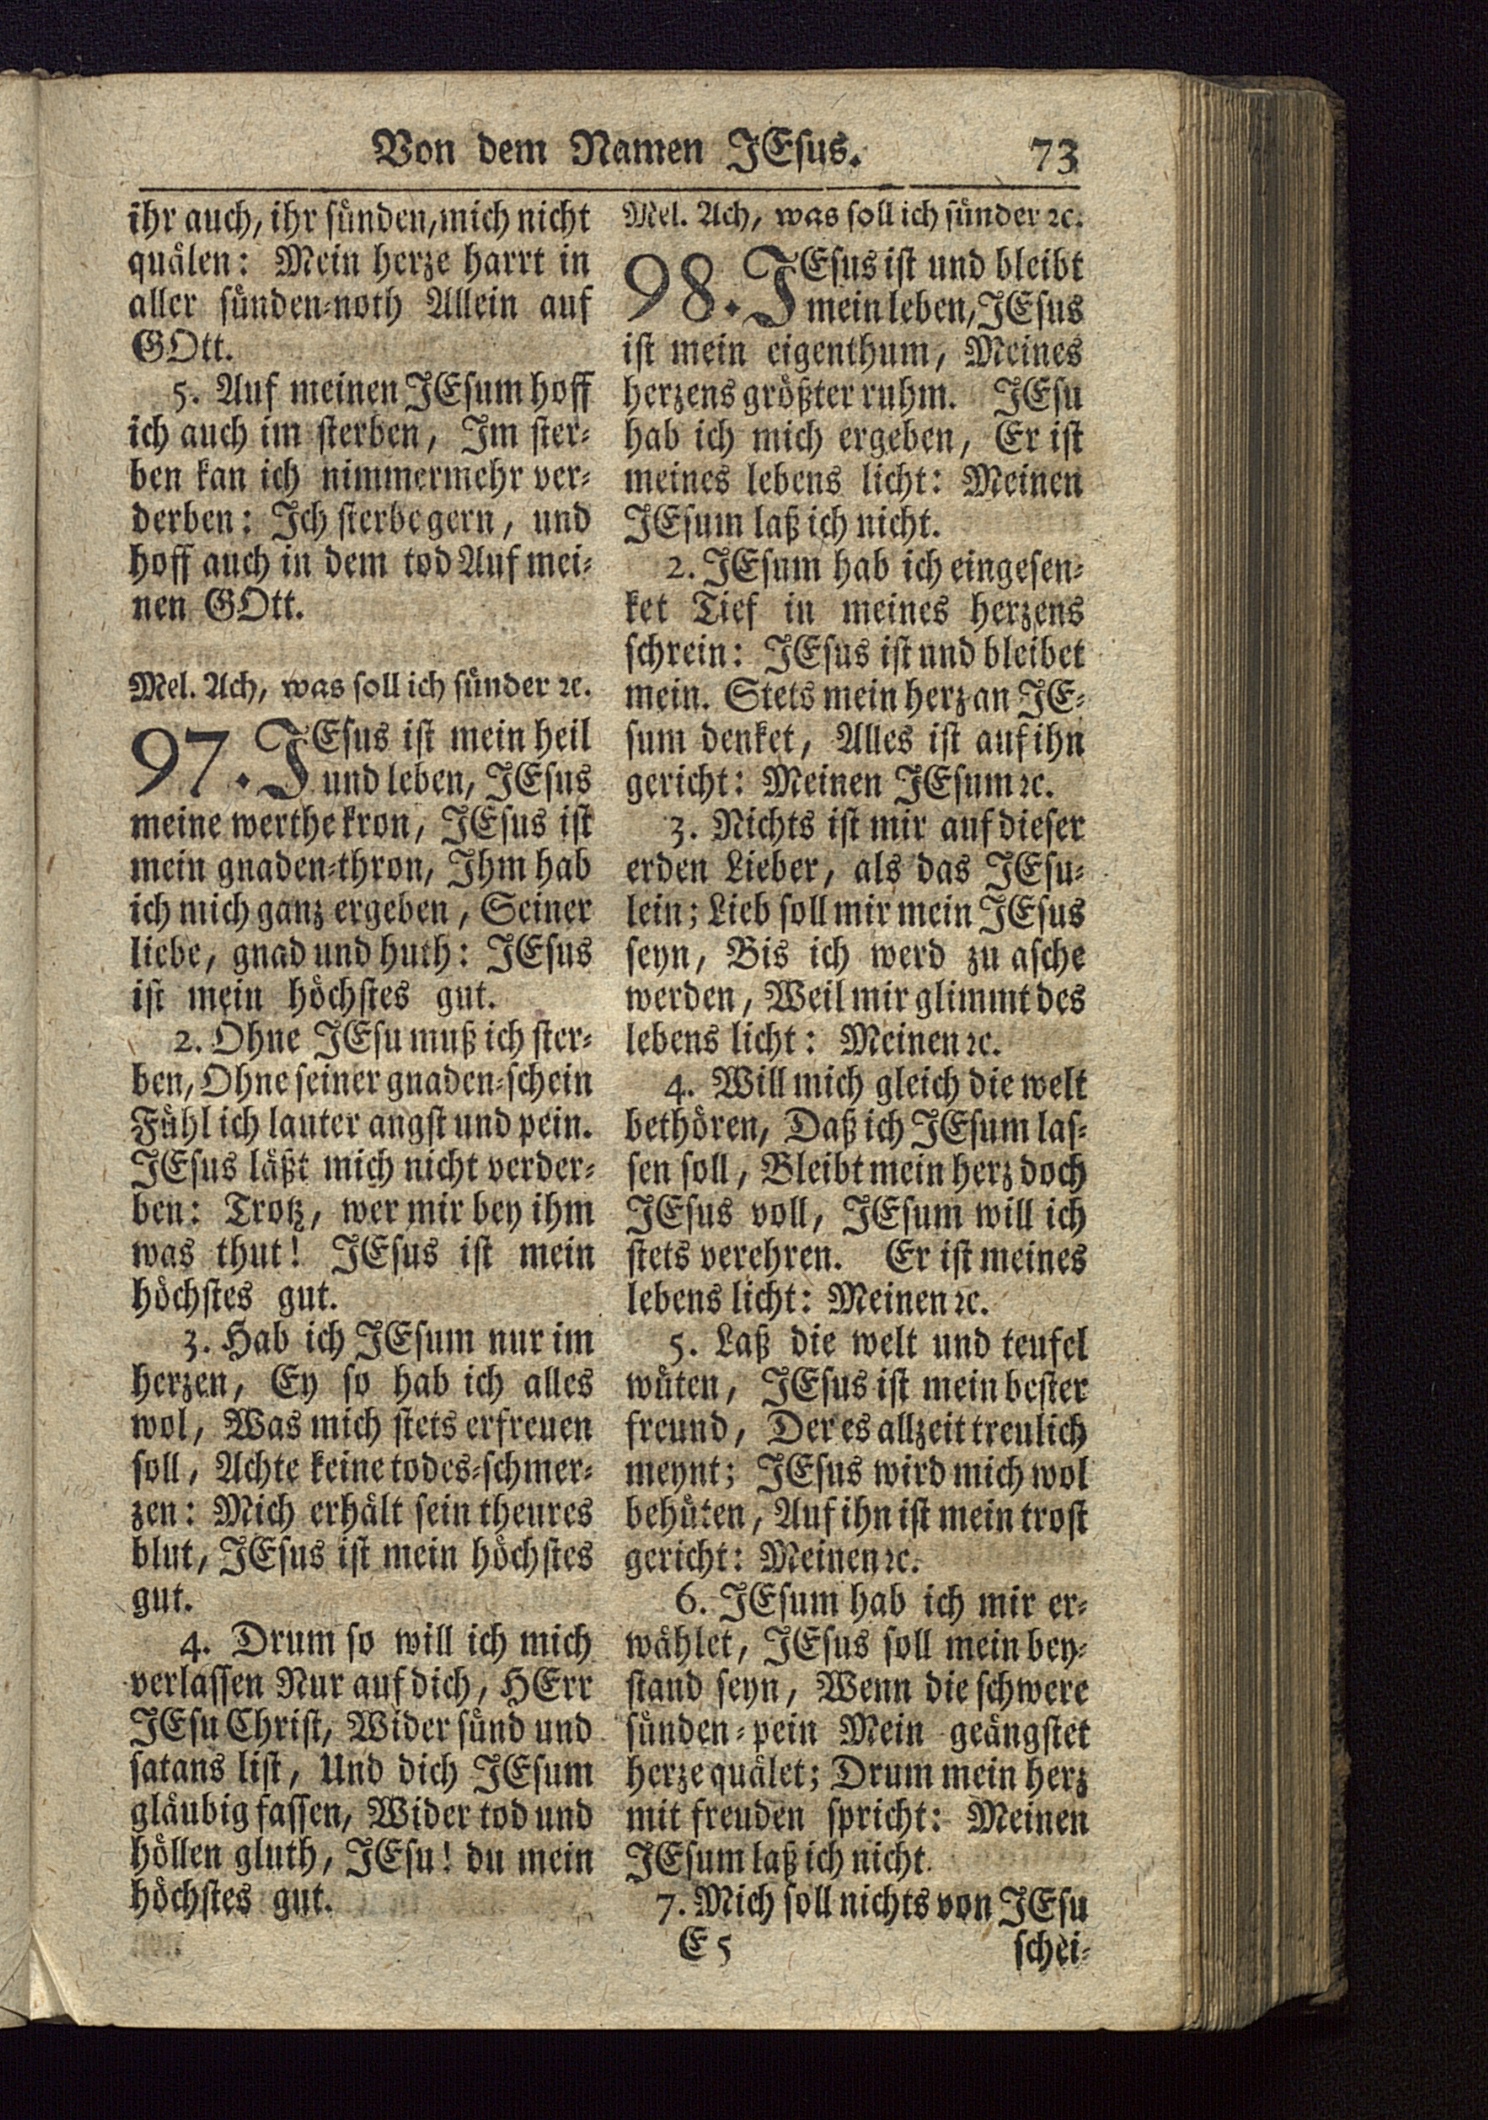 Von dem Namen JEsus. 73
ihr auch, ihr sünden, mich nicht
quälen: Mein herze harrt in
aller sünden-noth Allein auf
GOtt.
5. Auf meinen JEsum hoff
ich auch im sterben, Im ster-
ben kan ich nimmermehr ver-
derben: Ich sterbe gern, und
hoff auch in dem tod Auf mei-
nen GOtt.
Mel. Ach, was soll ich sünder ꝛc.
97. JEsus ist mein heil
und leben, JEsus
meine werthe kron, JEsus ist
mein gnaden-thron, Ihm hab
ich mich ganz ergeben, Seiner
liebe, gnad und huth: JEsus
ist mein höchstes gut.
2. Ohne JEsu muß ich ster-
ben, Ohne seiner gnaden-schein
Fühl ich lauter angst und pein.
JEsus läßt mich nicht verder-
ben: Trotz, wer mir bey ihm
was thut! JEsus ist mein
höchstes gut.
3. Hab ich JEsum nur im
herzen, Ey so hab ich alles
wol, Was mich stets erfreuen
soll, Achte keine todes-schmer-
zen: Mich erhält sein theures
blut, JEsus ist mein höchstes
gut.
4. Drum so will ich mich
verlassen Nur auf dich, HErr
JEsu Christ, Wider sünd und
satans list, Und dich JEsum
gläubig fassen, Wider tod und
höllen gluth, JEsu! du mein
höchstes gut.
Mel. Ach, was soll ich sünder ꝛc.
98. JEsus ist und bleibt
mein leben, JEsus
ist mein eigenthum, Meines
herzens größter ruhm. JEsu
hab ich mich ergeben, Er ist
meines lebens licht: Meinen
JEsum laß ich nicht.
2. JEsum hab ich eingesen-
ket Tief in meines herzens
schrein: JEsus ist und bleibet
mein. Stets mein herz an JE-
sum denket, Alles ist auf ihn
gericht: Meinen JEsum ꝛc.
3. Nichts ist mir auf dieser
erden Lieber, als das JEsu-
lein; Lieb soll mir mein JEsus
seyn, Bis ich werd zu asche
werden, Weil mir glimmt des
lebens licht: Meinen ꝛc.
4. Will mich gleich die welt
bethören, Daß ich JEsum las-
sen soll, Bleibt mein herz doch
JEsus voll, JEsum will ich
stets verehren. Er ist meines
lebens licht: Meinen ꝛc.
5. Laß die welt und teufel
wüten, JEsus ist mein bester
freund, Der es allzeit treulich
meynt; JEsus wird mich wol
behüten, Auf ihn ist mein trost
gericht: Meinen ꝛc.
6. JEsum hab ich mir er-
wählet, JEsus soll mein bey-
stand seyn, Wenn die schwere
sünden-pein Mein geängstet
herze quälet; Drum mein herz
mit freuden spricht: Meinen
JEsum laß ich nicht.
7. Mich soll nichts von JEsu
E 5 schei-